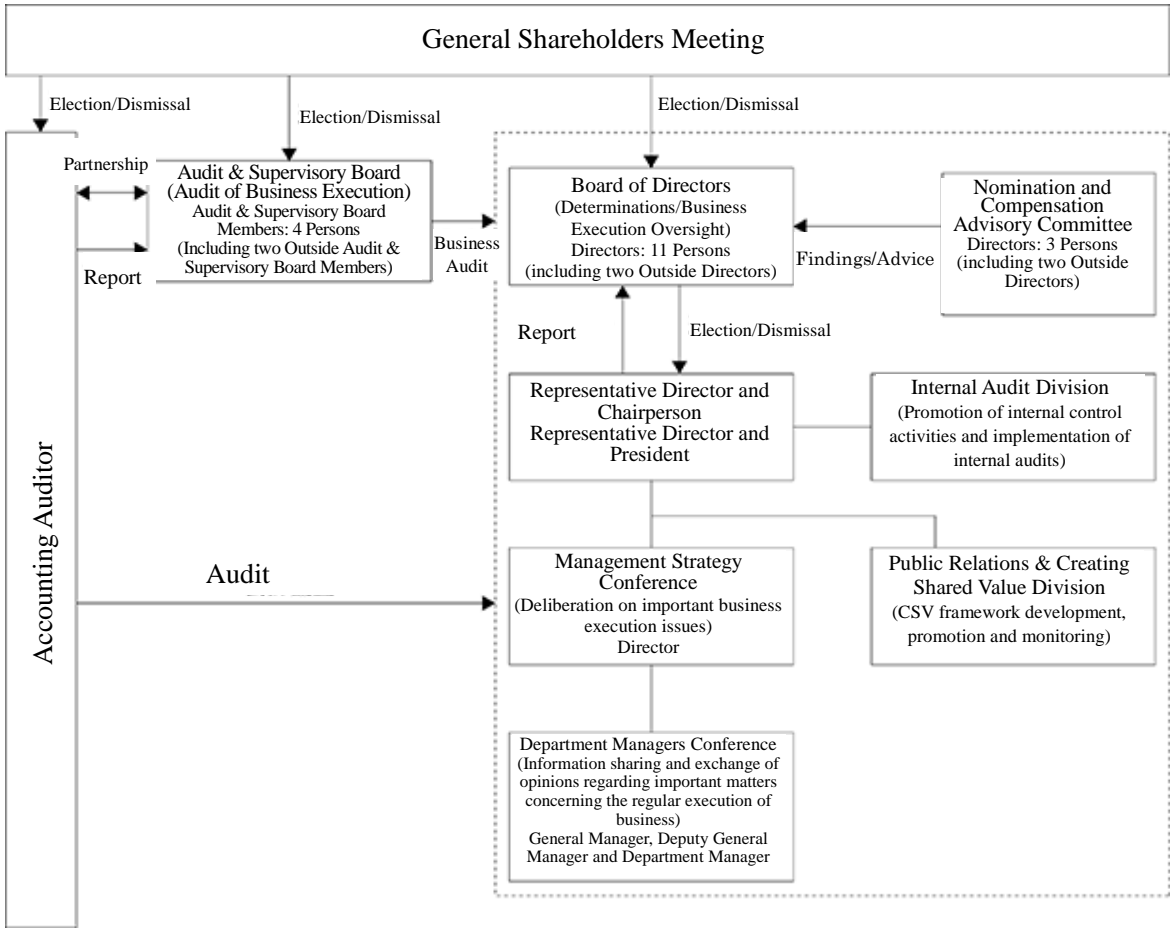 General Shareholders Meeting
Election/Dismissal
Election/Dismissal
Election/Dismissal
Accounting Auditor
Partnership
Report
Audit & Supervisory Board
(Audit of Business Execution)
Audit & Supervisory Board
Members: 4 Persons
(Including two Outside Audit &
Supervisory Board Members)
Business
Audit
Board of Directors
(Determinations/Business
Execution Oversight)
Directors: 11 Persons
(including two Outside Directors)
Findings/Advice
Nomination and
Compensation
Advisory Committee
Directors: 3 Persons
(including two Outside
Directors)
Report
Election/Dismissal
Representative Director and
Chairperson
Representative Director and
President
Internal Audit Division
(Promotion of internal control
activities and implementation of
internal audits)
Audit
Management Strategy
Conference
(Deliberation on important business
execution issues)
Director
Public Relations & Creating
Shared Value Division
(CSV framework development,
promotion and monitoring)
Department Managers Conference
(Information sharing and exchange of
opinions regarding important matters
concerning the regular execution of
business)
General Manager, Deputy General
Manager and Department Manager